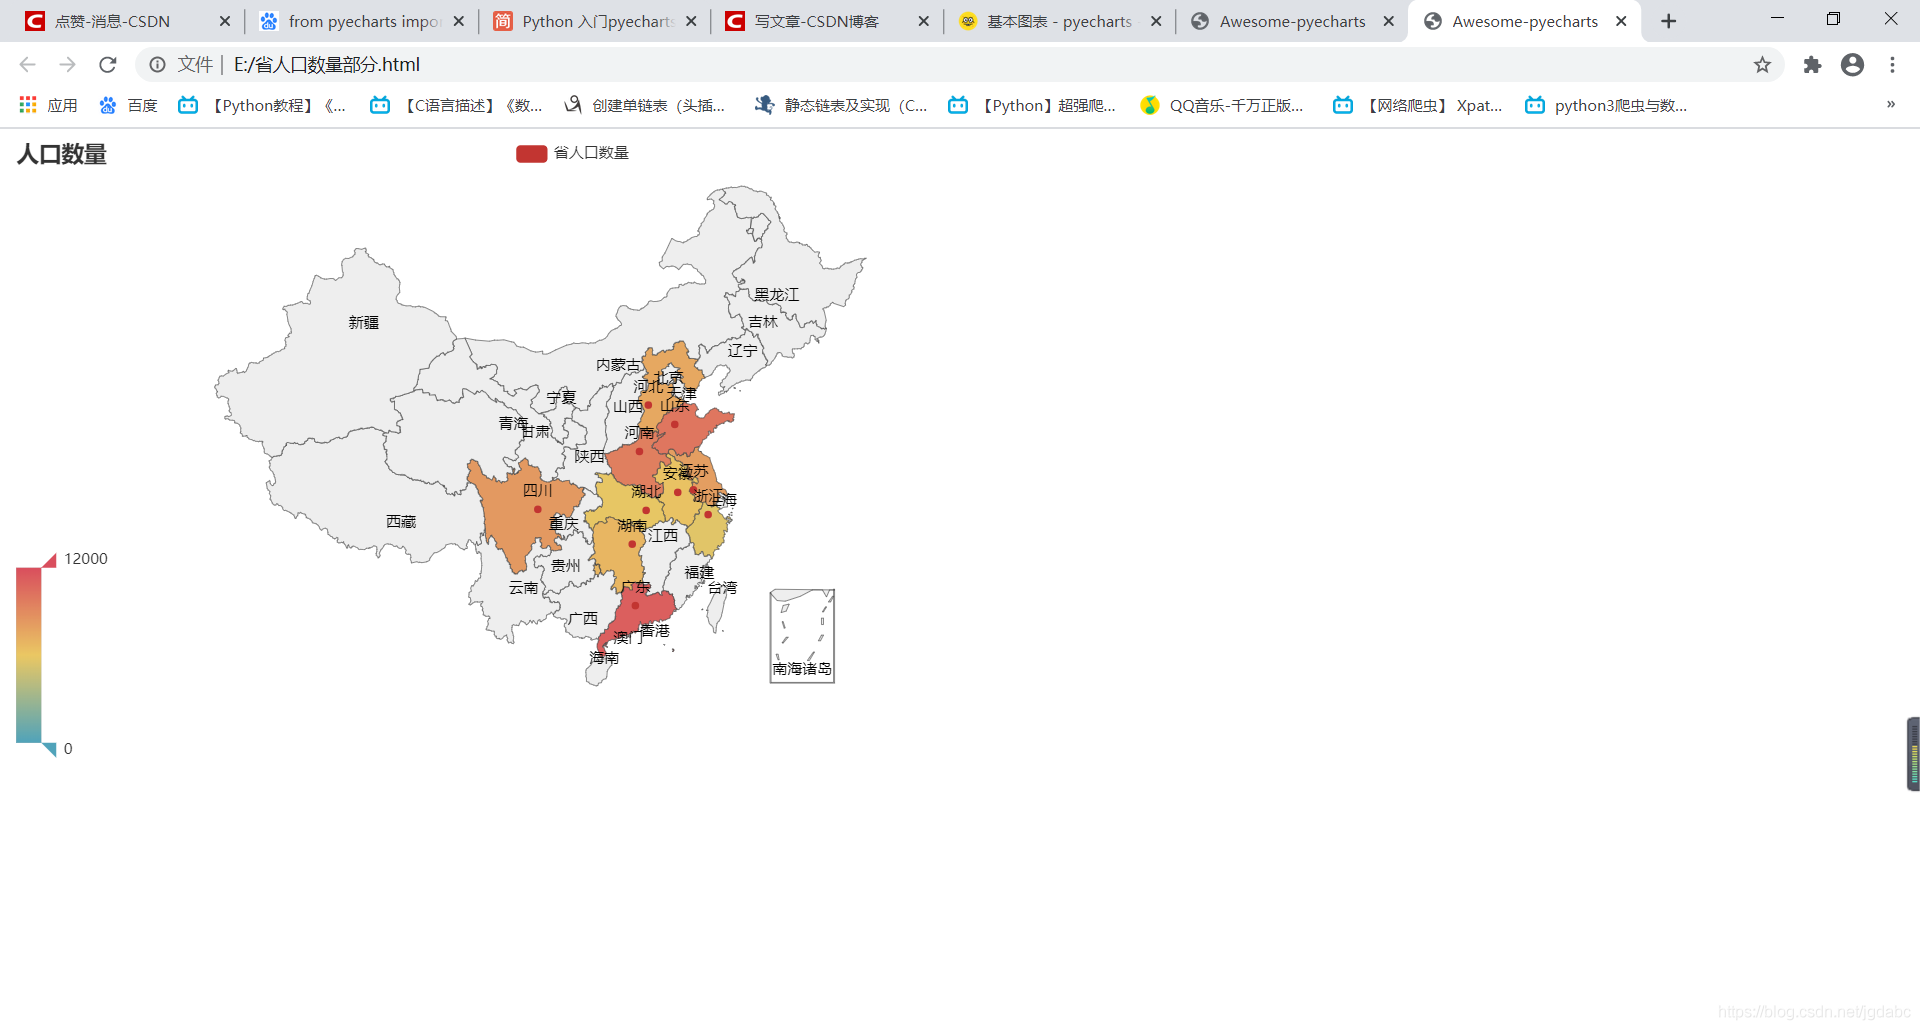 点赞-消息-CSDN
from pyecharts impor
Python 入门pyecharts
写文章-CSDN博客
基本图表 - pyecharts
Awesome-pyecharts
Awesome-pyecharts
文件 | E:/省人口数量部分.html
应用
百度
【Python教程】《...
【C语言描述】《数...
创建单链表（头插...
静态链表及实现（C...
【Python】超强爬...
QQ音乐-千万正版...
【网络爬虫】Xpat...
python3爬虫与数...
»
人口数量
省人口数量
黑龙江
吉林
新疆
辽宁
内蒙古
北京
河北
天津
宁夏
山西
山东
青海
甘肃
河南
陕西
安徽
江苏
四川
湖北
浙江
上海
西藏
重庆
湖南
江西
12000
贵州
福建
云南
广东
台湾
广西
香港
澳门
海南
南海诸岛
0
https://blog.csdn.net/jgdabc